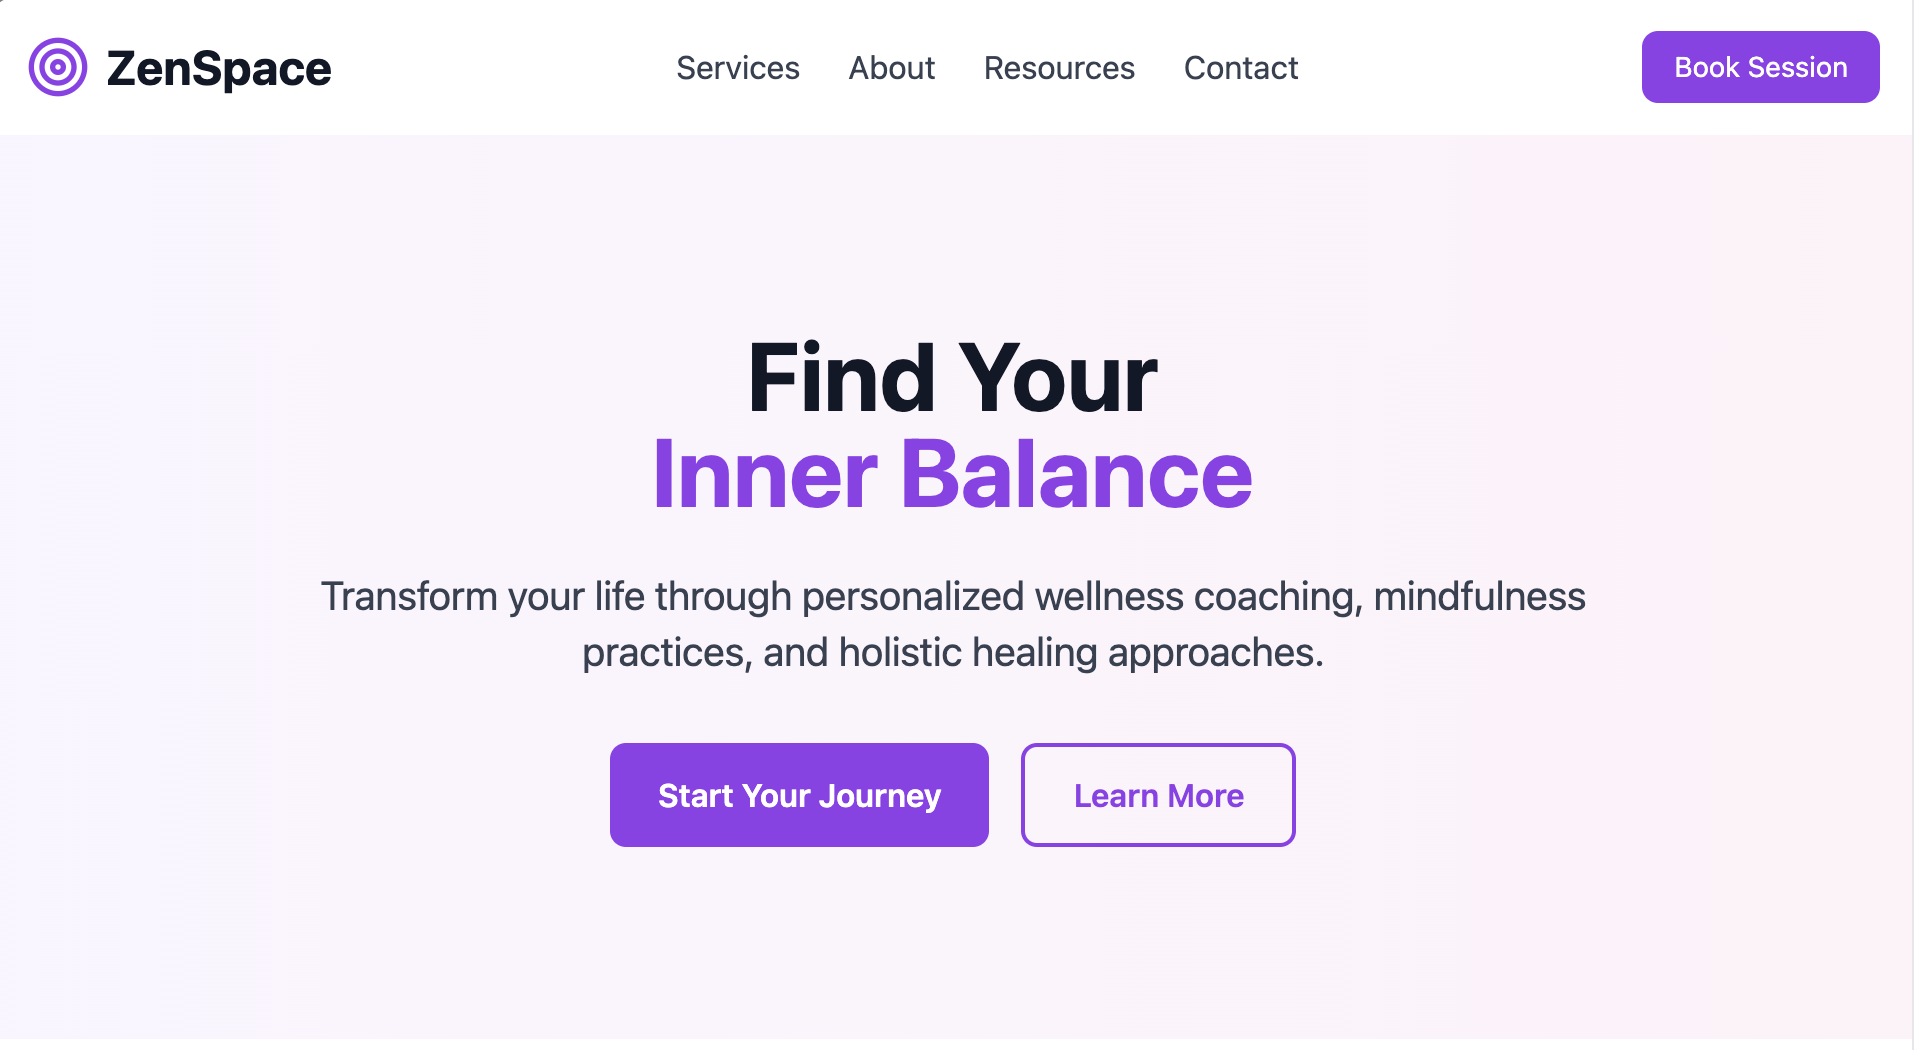 ZenSpace
Services
About
Resources
Contact
Book Session
Find Your
Inner Balance
Transform your life through personalized wellness coaching, mindfulness
practices, and holistic healing approaches.
Start Your Journey
Learn More